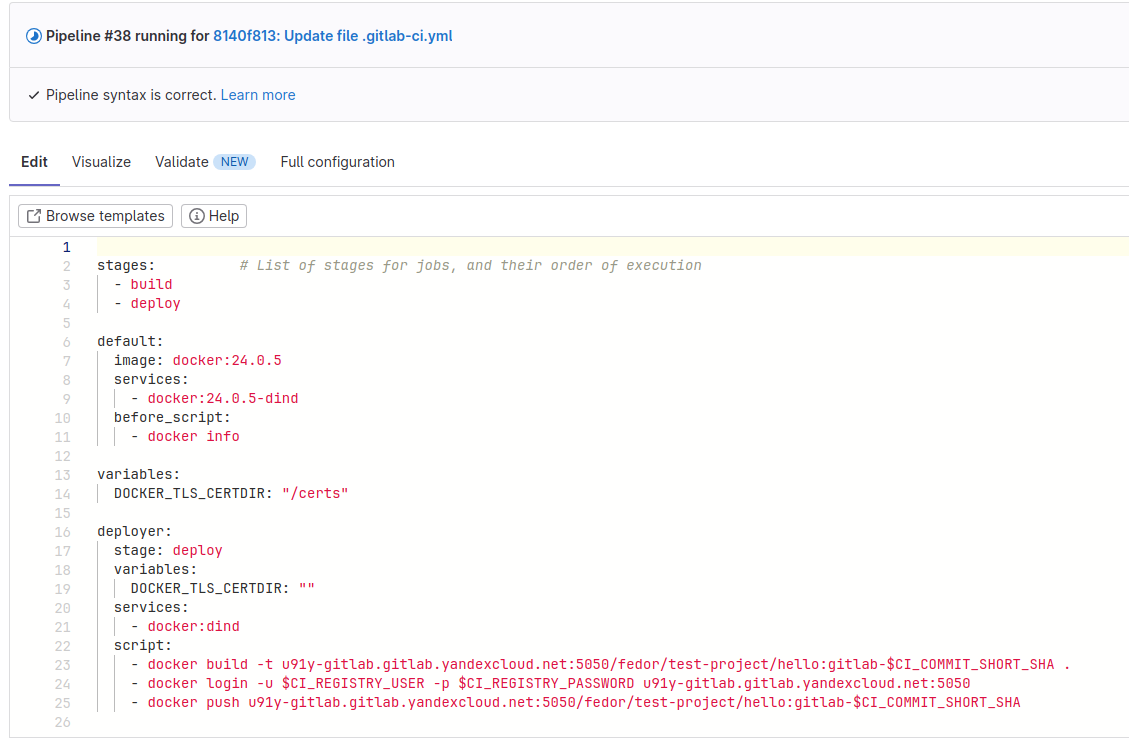 Pipeline #38 running for 8140f813: Update file .gitlab-ci.yml
Pipeline syntax is correct. Learn more
Edit Visualize Validate NEW Full configuration
Browse templates Help
1
2 stages: # List of stages for jobs, and their order of execution
3 - build
4 - deploy
5
6 default:
7 image: docker:24.0.5
8 services:
9 - docker:24.0.5-dind
10 before_script:
11 - docker info
12
13 variables:
14 DOCKER_TLS_CERTDIR: "/certs"
15
16 deployer:
17 stage: deploy
18 variables:
19 DOCKER_TLS_CERTDIR: ""
20 services:
21 - docker:dind
22 script:
23 - docker build -t u91y-gitlab.gitlab.yandexcloud.net:5050/fedor/test-project/hello:gitlab-$CI_COMMIT_SHORT_SHA .
24 - docker login -u $CI_REGISTRY_USER -p $CI_REGISTRY_PASSWORD u91y-gitlab.gitlab.yandexcloud.net:5050
25 - docker push u91y-gitlab.gitlab.yandexcloud.net:5050/fedor/test-project/hello:gitlab-$CI_COMMIT_SHORT_SHA
26